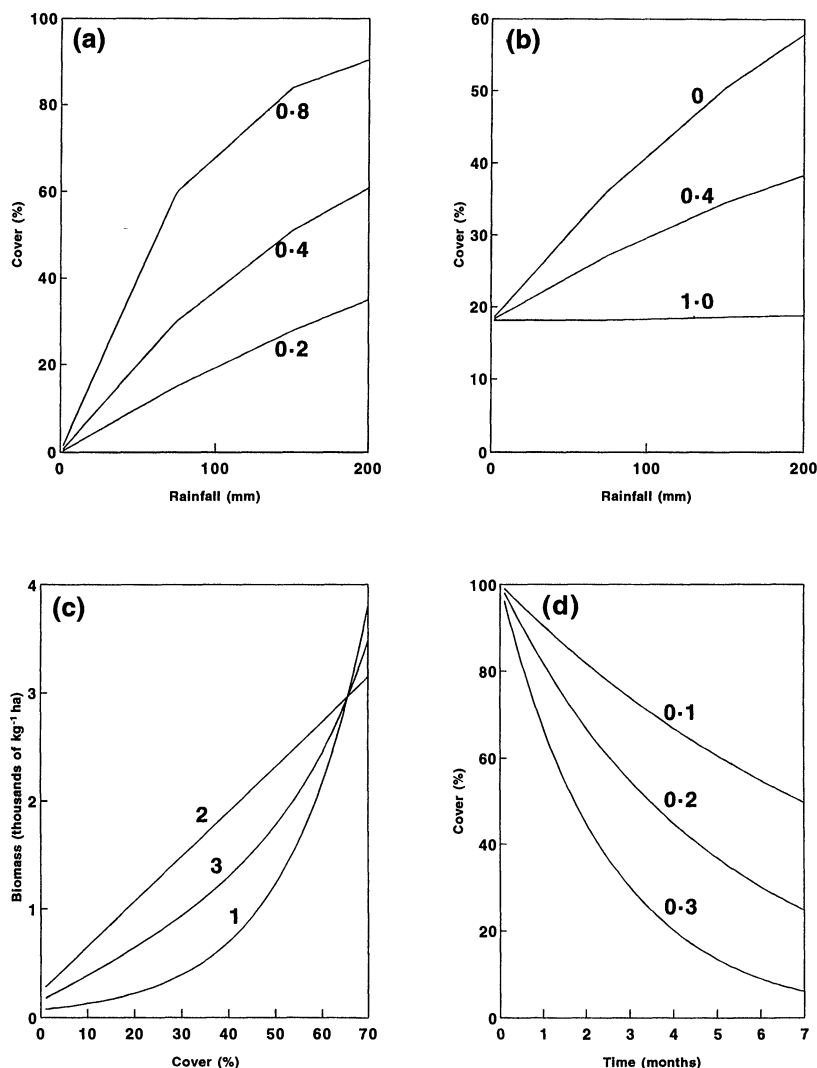 (a)
100
80
60
40
20
0
Cover (%)
0·8
0·4
0·2
0 100 200
Rainfall (mm)
(b)
60
50
40
30
20
10
0
Cover (%)
0
0·4
1·0
0 100 200
Rainfall (mm)
(c)
4
3
2
1
0
Biomass (thousands of kg⁻¹ ha)
2
3
1
0 10 20 30 40 50 60 70
Cover (%)
(d)
100
80
60
40
20
0
Cover (%)
0·1
0·2
0·3
0 1 2 3 4 5 6 7
Time (months)